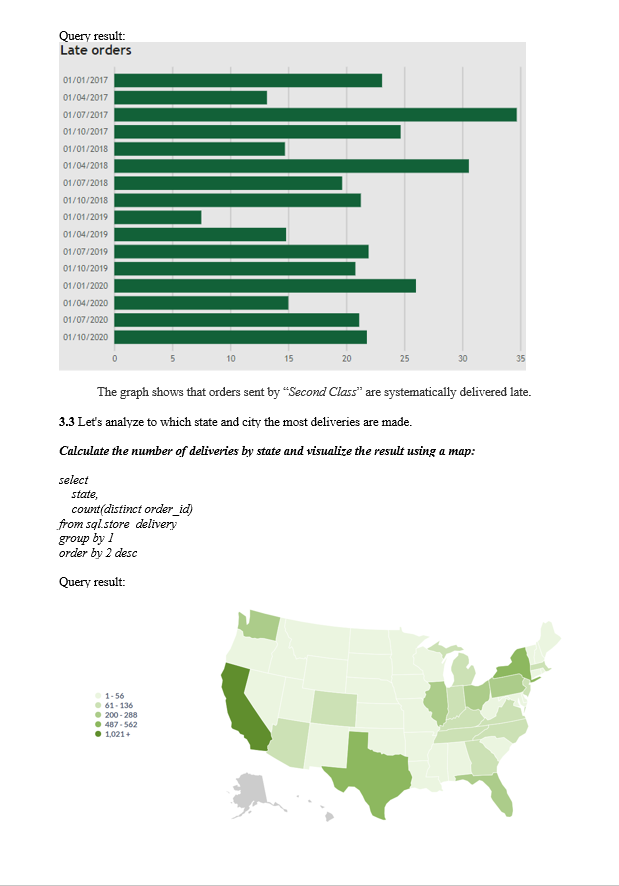 Query result:
Late orders
01/01/2017
01/04/2017
01/07/2017
01/10/2017
01/01/2018
01/04/2018
01/07/2018
01/10/2018
01/01/2019
01/04/2019
01/07/2019
01/10/2019
01/01/2020
01/04/2020
01/07/2020
01/10/2020
0 5 10 15 20 25 30 35
The graph shows that orders sent by “Second Class” are systematically delivered late.
3.3 Let's analyze to which state and city the most deliveries are made.
Calculate the number of deliveries by state and visualize the result using a map:
select
state,
count(distinct order_id)
from sql.store_delivery
group by 1
order by 2 desc
Query result:
1 - 56
61 - 136
200 - 288
487 - 562
1,021 +